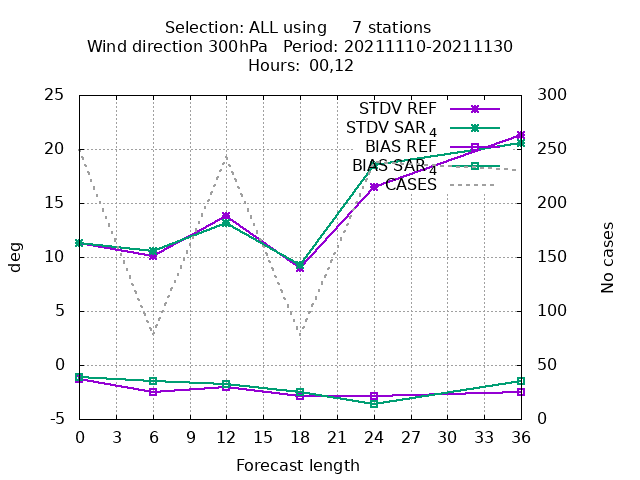 Selection: ALL using 7 stations
Wind direction 300hPa Period: 20211110-20211130
Hours: 00,12
25 300
STDV REF
STDV SAR4
20 BIAS REF 250
BIAS SAR4
CASES
15 200
deg
10 150
No cases
5 100
0 50
-5 0
0 3 6 9 12 15 18 21 24 27 30 33 36
Forecast length